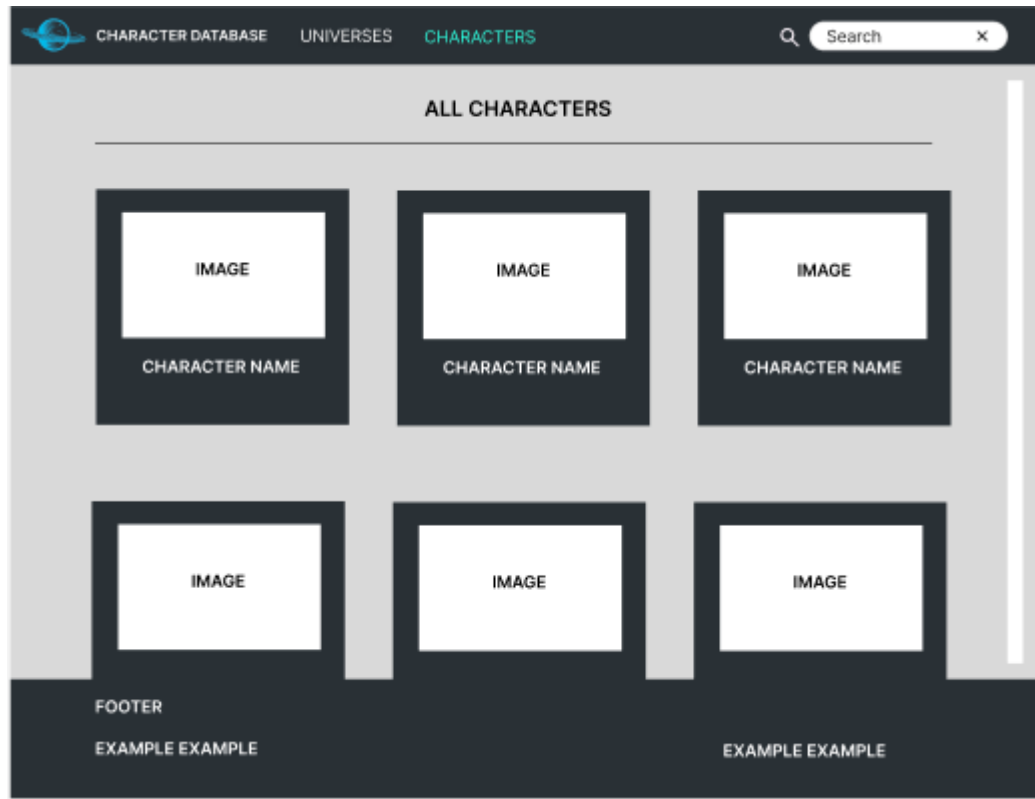 CHARACTER DATABASE UNIVERSES CHARACTERS Search ×
ALL CHARACTERS
IMAGE IMAGE IMAGE
CHARACTER NAME CHARACTER NAME CHARACTER NAME
IMAGE IMAGE IMAGE
FOOTER
EXAMPLE EXAMPLE EXAMPLE EXAMPLE